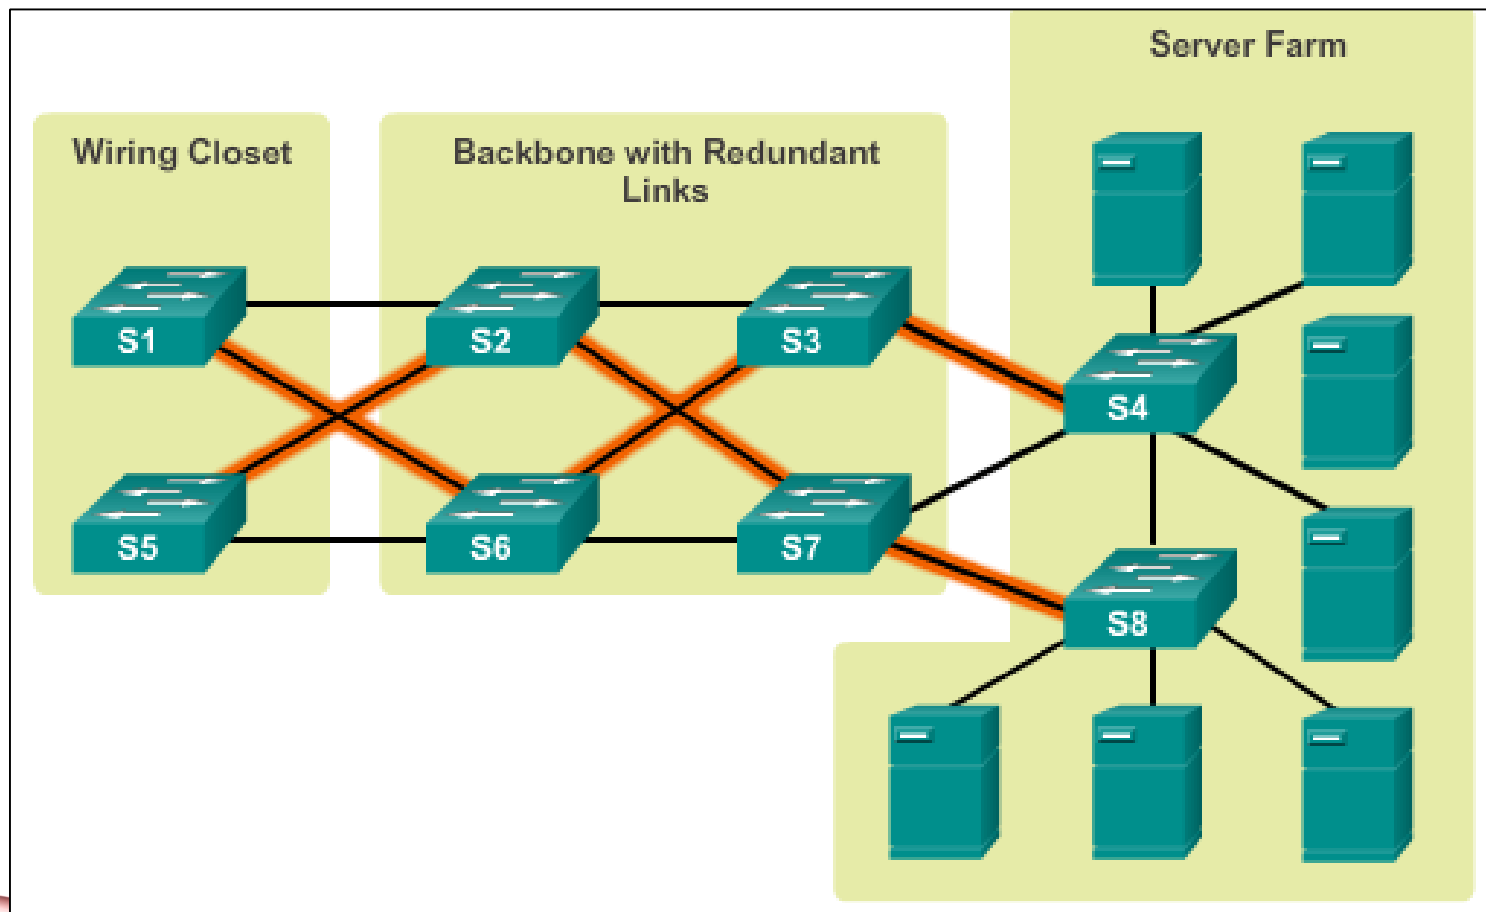 Server Farm
Wiring Closet
Backbone with Redundant
Links
S1
S2
S3
S4
S5
S6
S7
S8